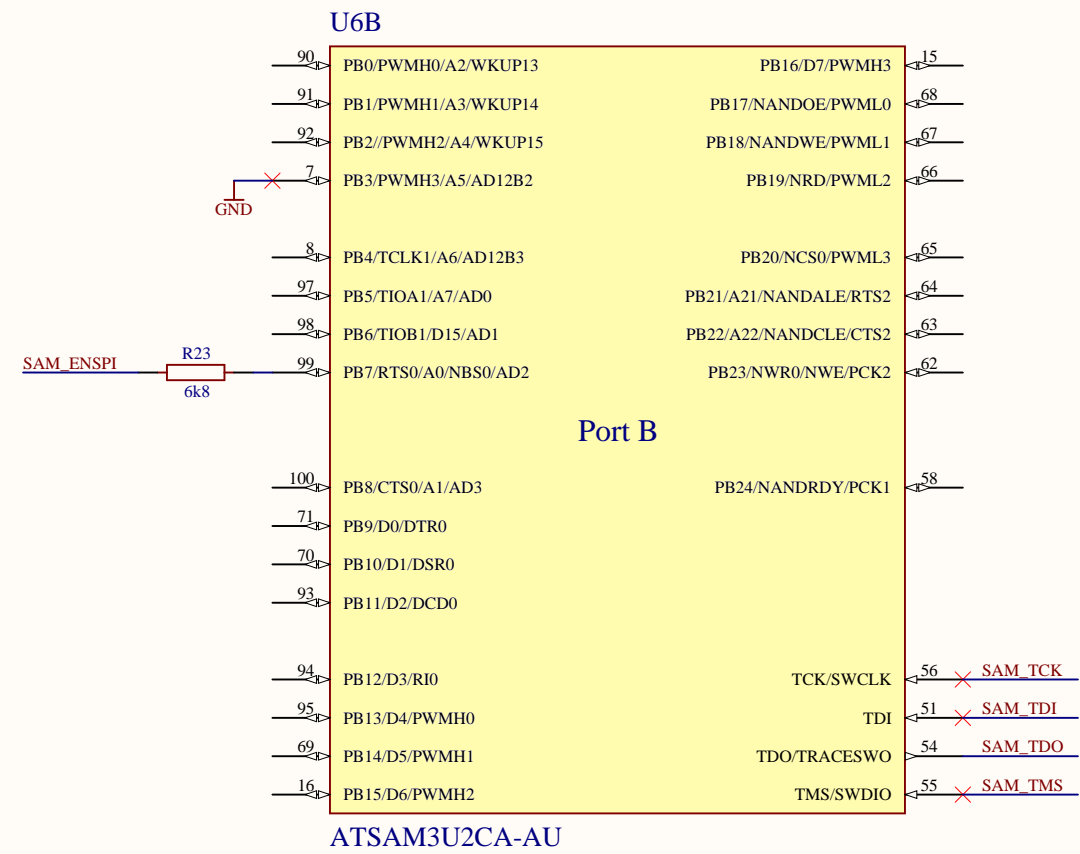 U6B
90 PB0/PWMH0/A2/WKUP13 PB16/D7/PWMH3 15
91 PB1/PWMH1/A3/WKUP14 PB17/NANDOE/PWML0 68
92 PB2//PWMH2/A4/WKUP15 PB18/NANDWE/PWML1 67
7 PB3/PWMH3/A5/AD12B2 PB19/NRD/PWML2 66
GND
8 PB4/TCLK1/A6/AD12B3 PB20/NCS0/PWML3 65
97 PB5/TIOA1/A7/AD0 PB21/A21/NANDALE/RTS2 64
98 PB6/TIOB1/D15/AD1 PB22/A22/NANDCLE/CTS2 63
R23
SAM_ENSPI 99 PB7/RTS0/A0/NBS0/AD2 PB23/NWR0/NWE/PCK2 62
6k8
Port B
100 PB8/CTS0/A1/AD3 PB24/NANDRDY/PCK1 58
71 PB9/D0/DTR0
70 PB10/D1/DSR0
93 PB11/D2/DCD0
94 PB12/D3/RI0 TCK/SWCLK 56 SAM_TCK
95 PB13/D4/PWMH0 TDI 51 SAM_TDI
69 PB14/D5/PWMH1 TDO/TRACESWO 54 SAM_TDO
16 PB15/D6/PWMH2 TMS/SWDIO 55 SAM_TMS
ATSAM3U2CA-AU